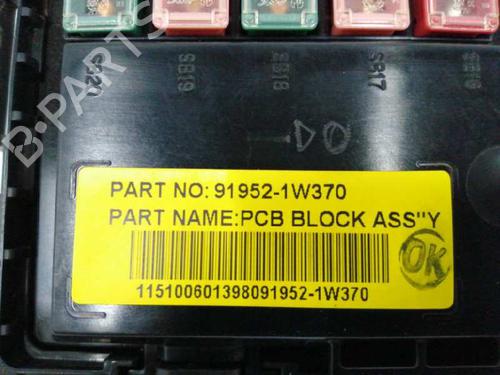 B-PARTS
SB20
SB19
SB18
SB17
SB16
PART NO: 91952-1W370
PART NAME:PCB BLOCK ASS"Y
OK
115100601398091952-1W370